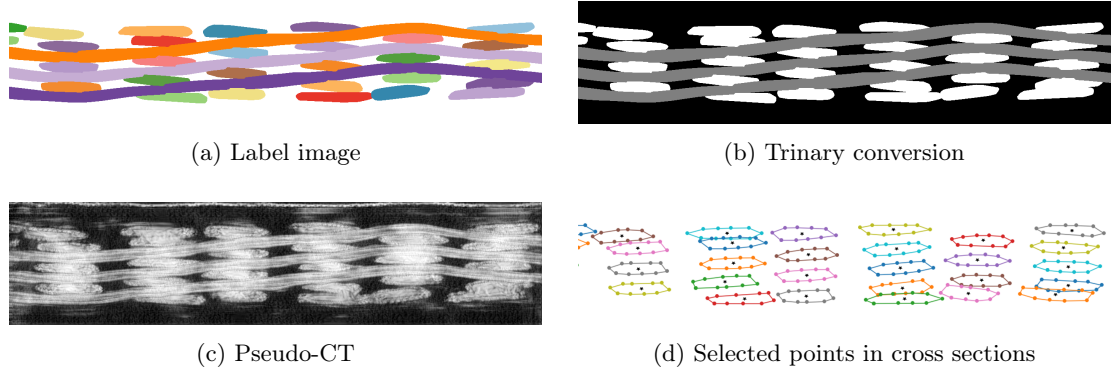 (a) Label image
(b) Trinary conversion
(c) Pseudo-CT
(d) Selected points in cross sections